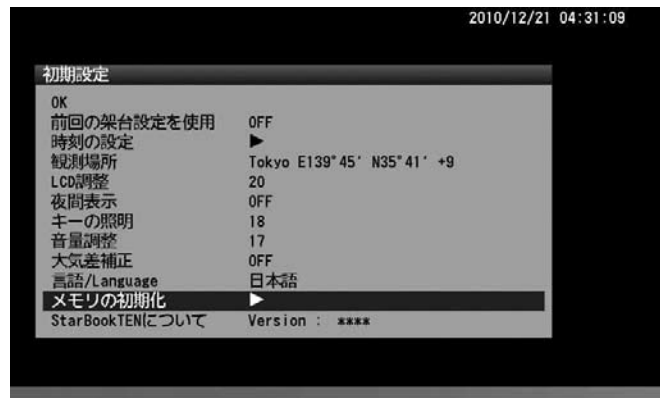 2010/12/21 04:31:09
初期設定
OK
前回の架台設定を使用 OFF
時刻の設定 ▶
観測場所 Tokyo E139°45′ N35°41′ +9
LCD調整 20
夜間表示 OFF
キーの照明 18
音量調整 17
大気差補正 OFF
言語/Language 日本語
メモリの初期化 ▶
StarBookTENについて Version : ****